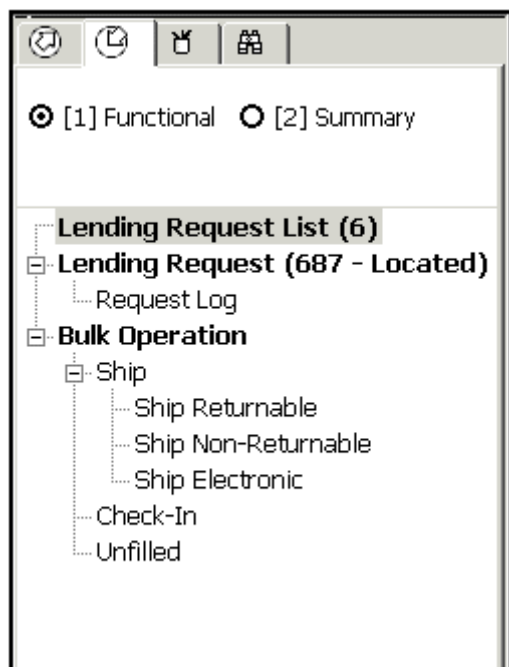 [1] Functional [2] Summary
Lending Request List (6)
Lending Request (687 - Located)
Request Log
Bulk Operation
Ship
Ship Returnable
Ship Non-Returnable
Ship Electronic
Check-In
Unfilled